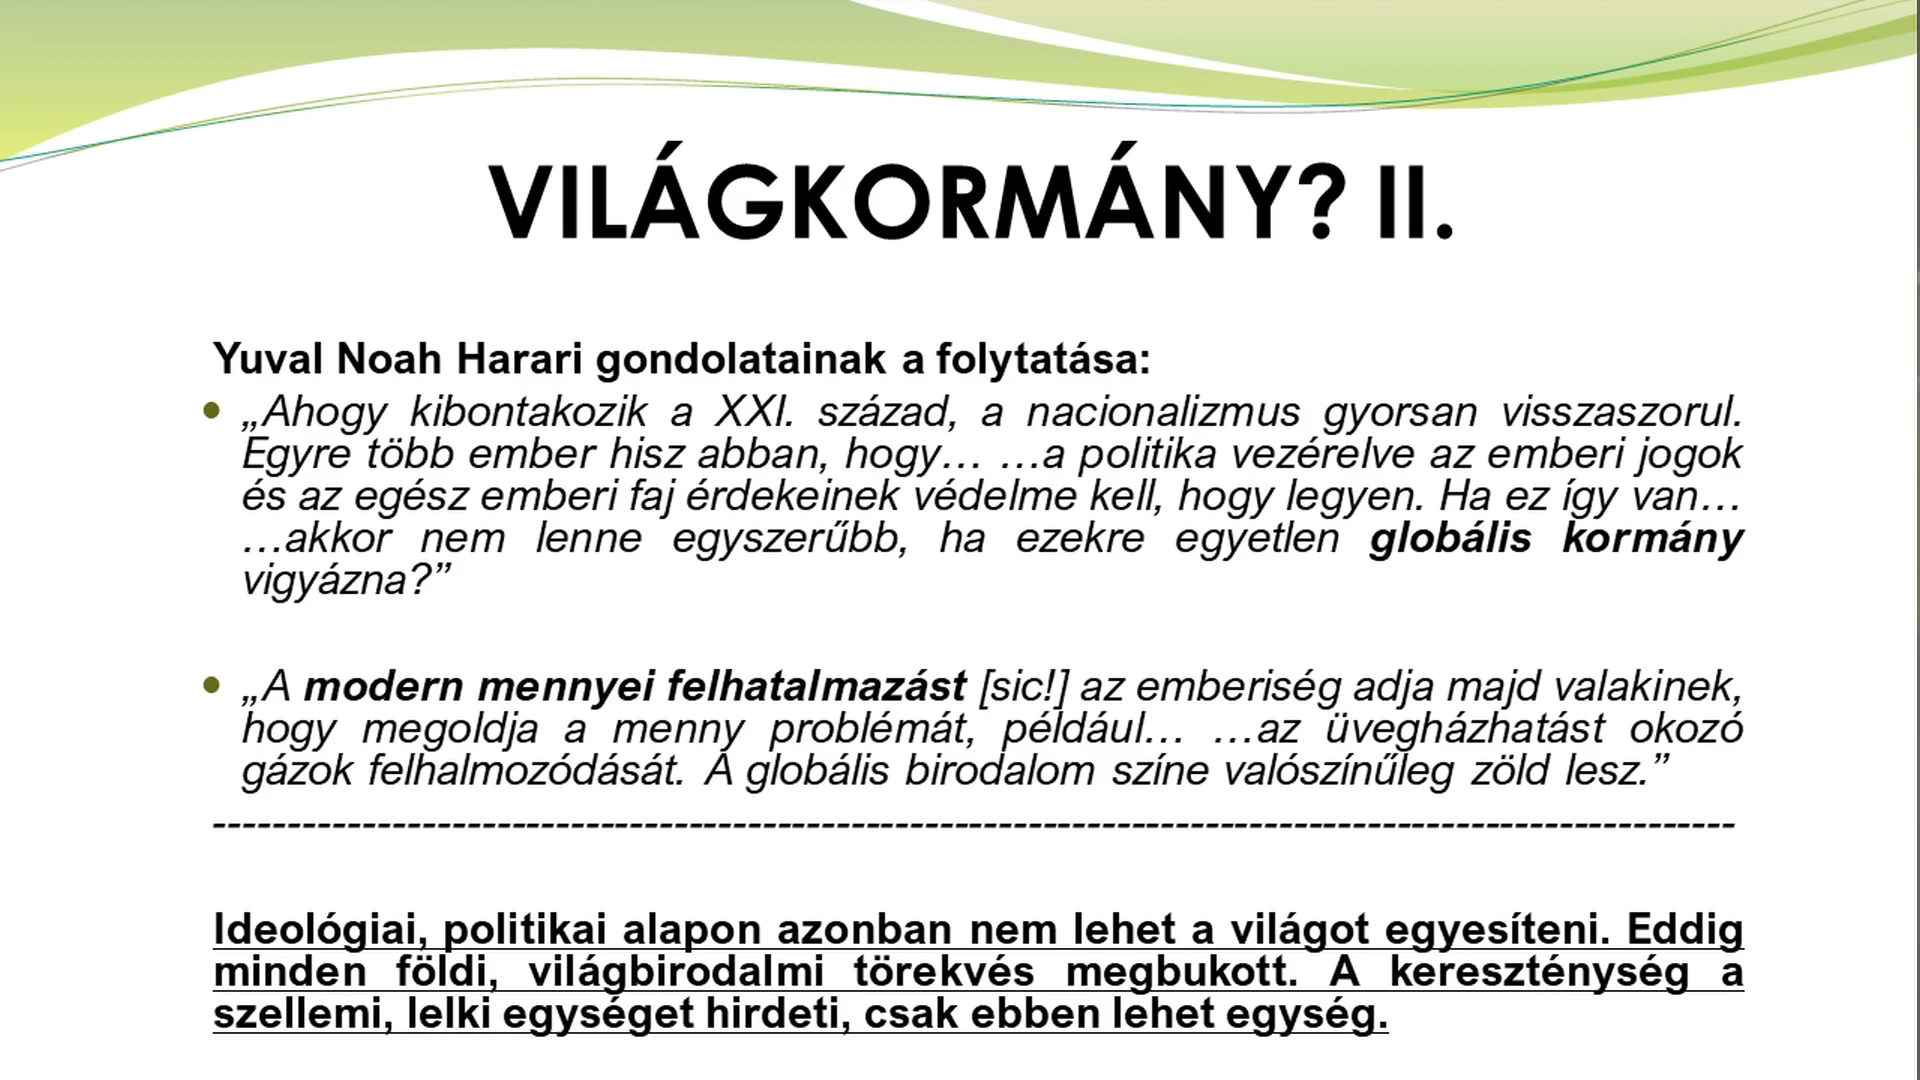 VILÁGKORMÁNY? II.
Yuval Noah Harari gondolatainak a folytatása:
• „Ahogy kibontakozik a XXI. század, a nacionalizmus gyorsan visszaszorul.
Egyre több ember hisz abban, hogy… …a politika vezérelve az emberi jogok
és az egész emberi faj érdekeinek védelme kell, hogy legyen. Ha ez így van…
…akkor nem lenne egyszerűbb, ha ezekre egyetlen globális kormány
vigyázna?”
• „A modern mennyei felhatalmazást [sic!] az emberiség adja majd valakinek,
hogy megoldja a menny problémát, például… …az üvegházhatást okozó
gázok felhalmozódását. A globális birodalom színe valószínűleg zöld lesz.”
---------------------------------------------------------------------------------------------------
Ideológiai, politikai alapon azonban nem lehet a világot egyesíteni. Eddig
minden földi, világbirodalmi törekvés megbukott. A kereszténység a
szellemi, lelki egységet hirdeti, csak ebben lehet egység.